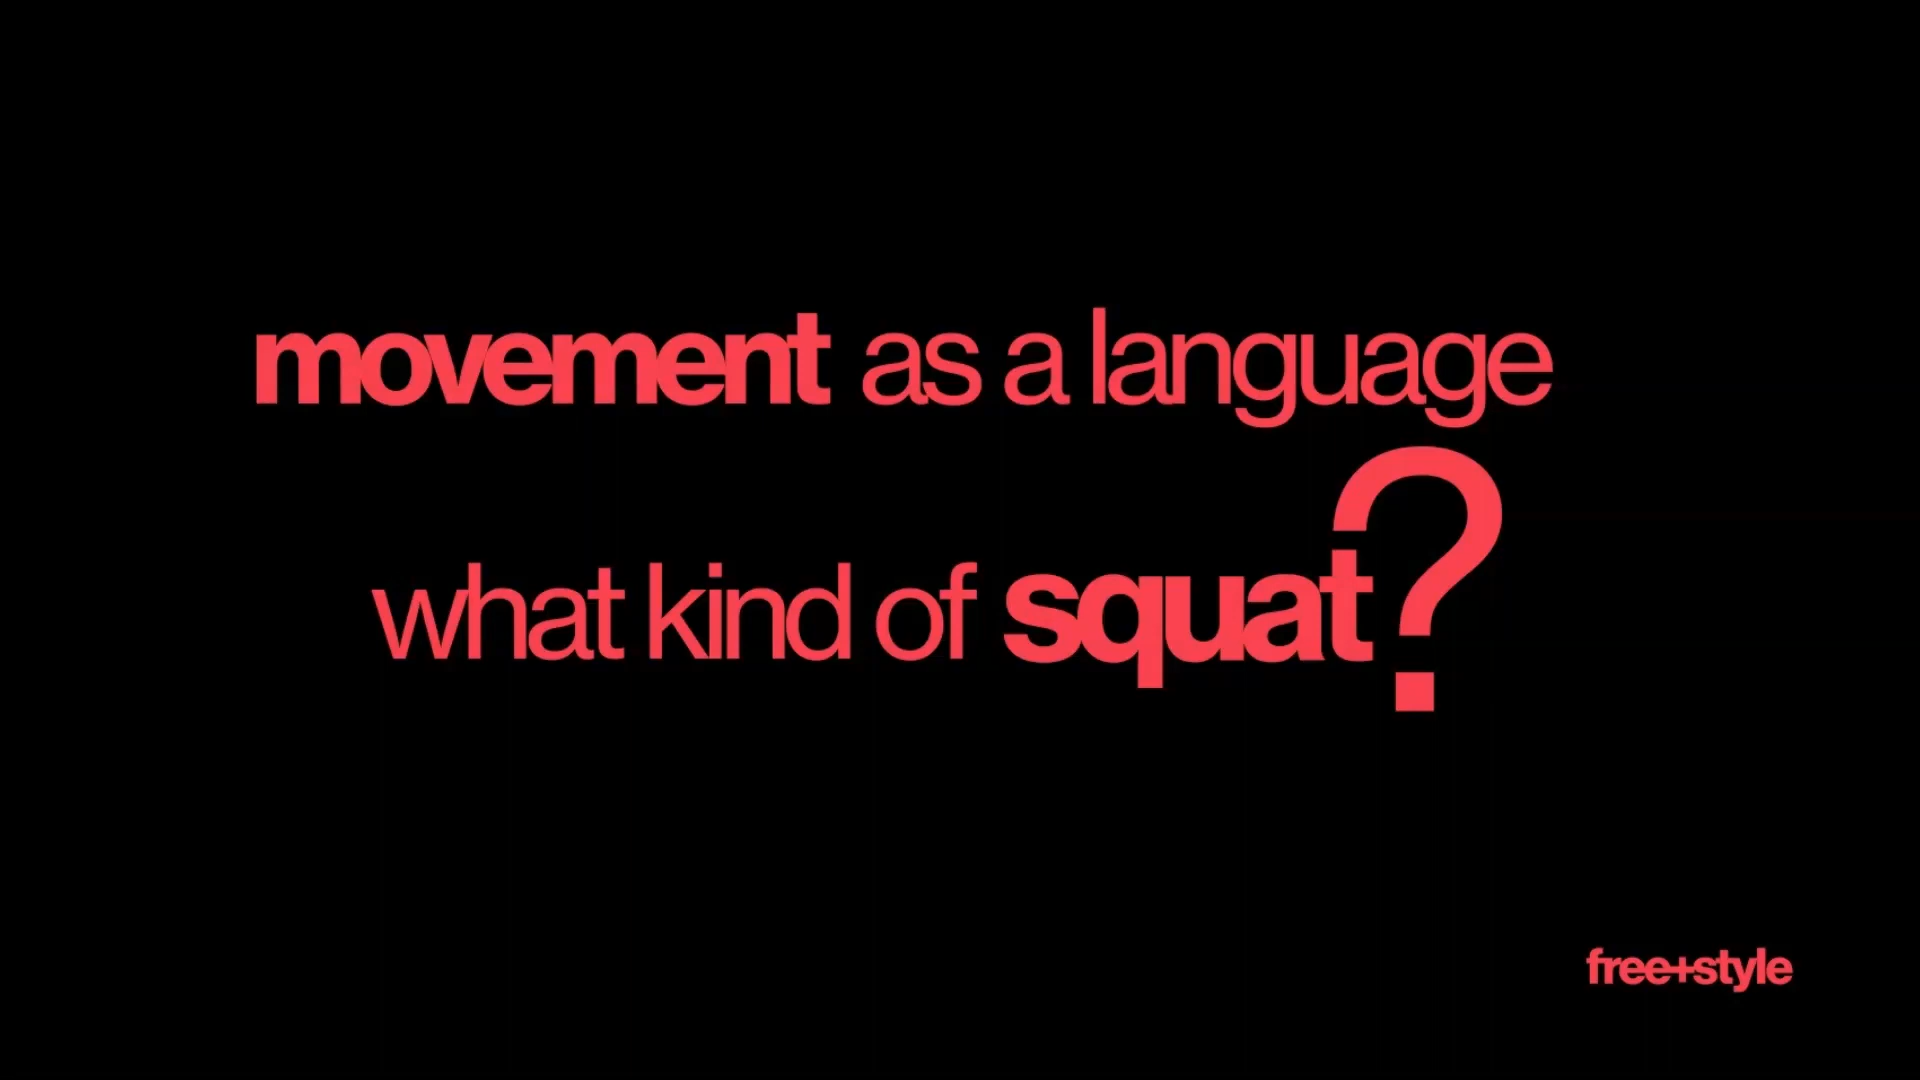 movement as a language
what kind of squat?
free+style